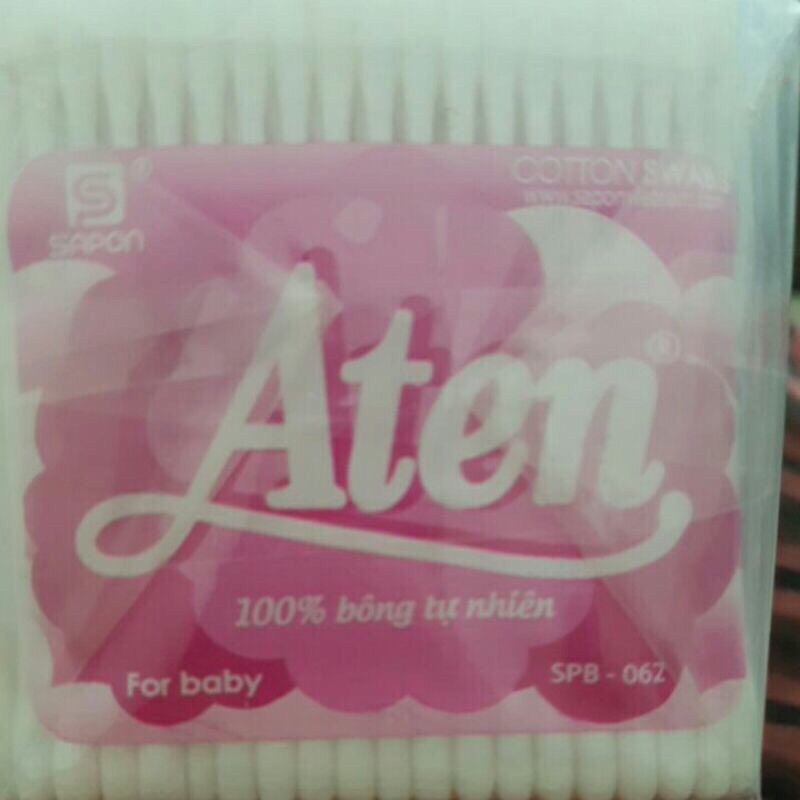 SAPON ®
COTTON SWABS
Aten ®
100% bông tự nhiên
For baby
SPB - 062